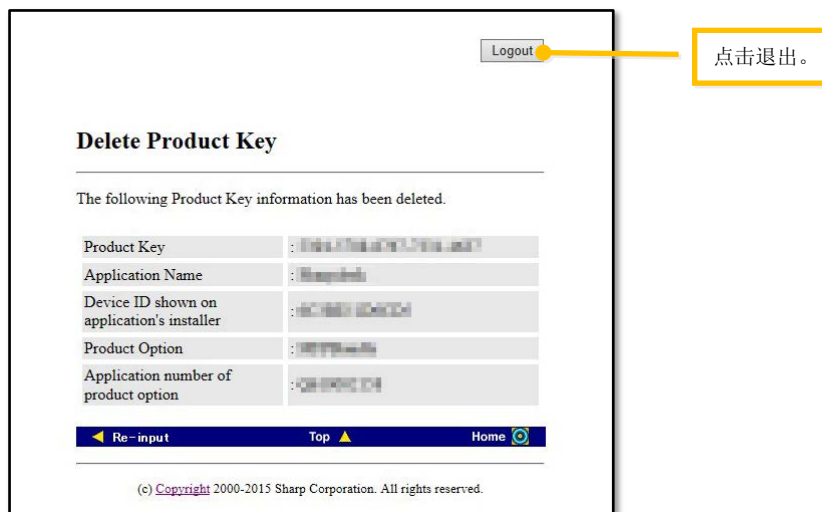 Logout
点击退出。
Delete Product Key
The following Product Key information has been deleted.
Product Key :
Application Name :
Device ID shown on
application's installer :
Product Option :
Application number of
product option :
Re-input Top Home
(c) Copyright 2000-2015 Sharp Corporation. All rights reserved.